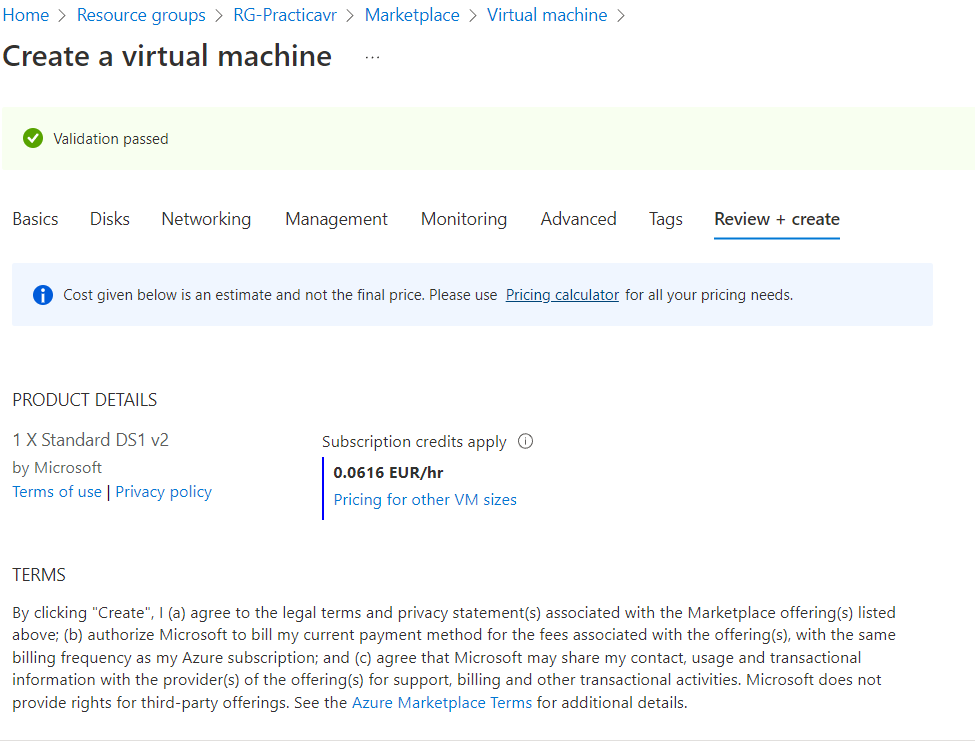 Home > Resource groups > RG-Practicavr > Marketplace > Virtual machine >
Create a virtual machine ...
Validation passed
Basics Disks Networking Management Monitoring Advanced Tags Review + create
Cost given below is an estimate and not the final price. Please use Pricing calculator for all your pricing needs.
PRODUCT DETAILS
1 X Standard DS1 v2
by Microsoft
Terms of use | Privacy policy
Subscription credits apply
0.0616 EUR/hr
Pricing for other VM sizes
TERMS
By clicking "Create", I (a) agree to the legal terms and privacy statement(s) associated with the Marketplace offering(s) listed
above; (b) authorize Microsoft to bill my current payment method for the fees associated with the offering(s), with the same
billing frequency as my Azure subscription; and (c) agree that Microsoft may share my contact, usage and transactional
information with the provider(s) of the offering(s) for support, billing and other transactional activities. Microsoft does not
provide rights for third-party offerings. See the Azure Marketplace Terms for additional details.